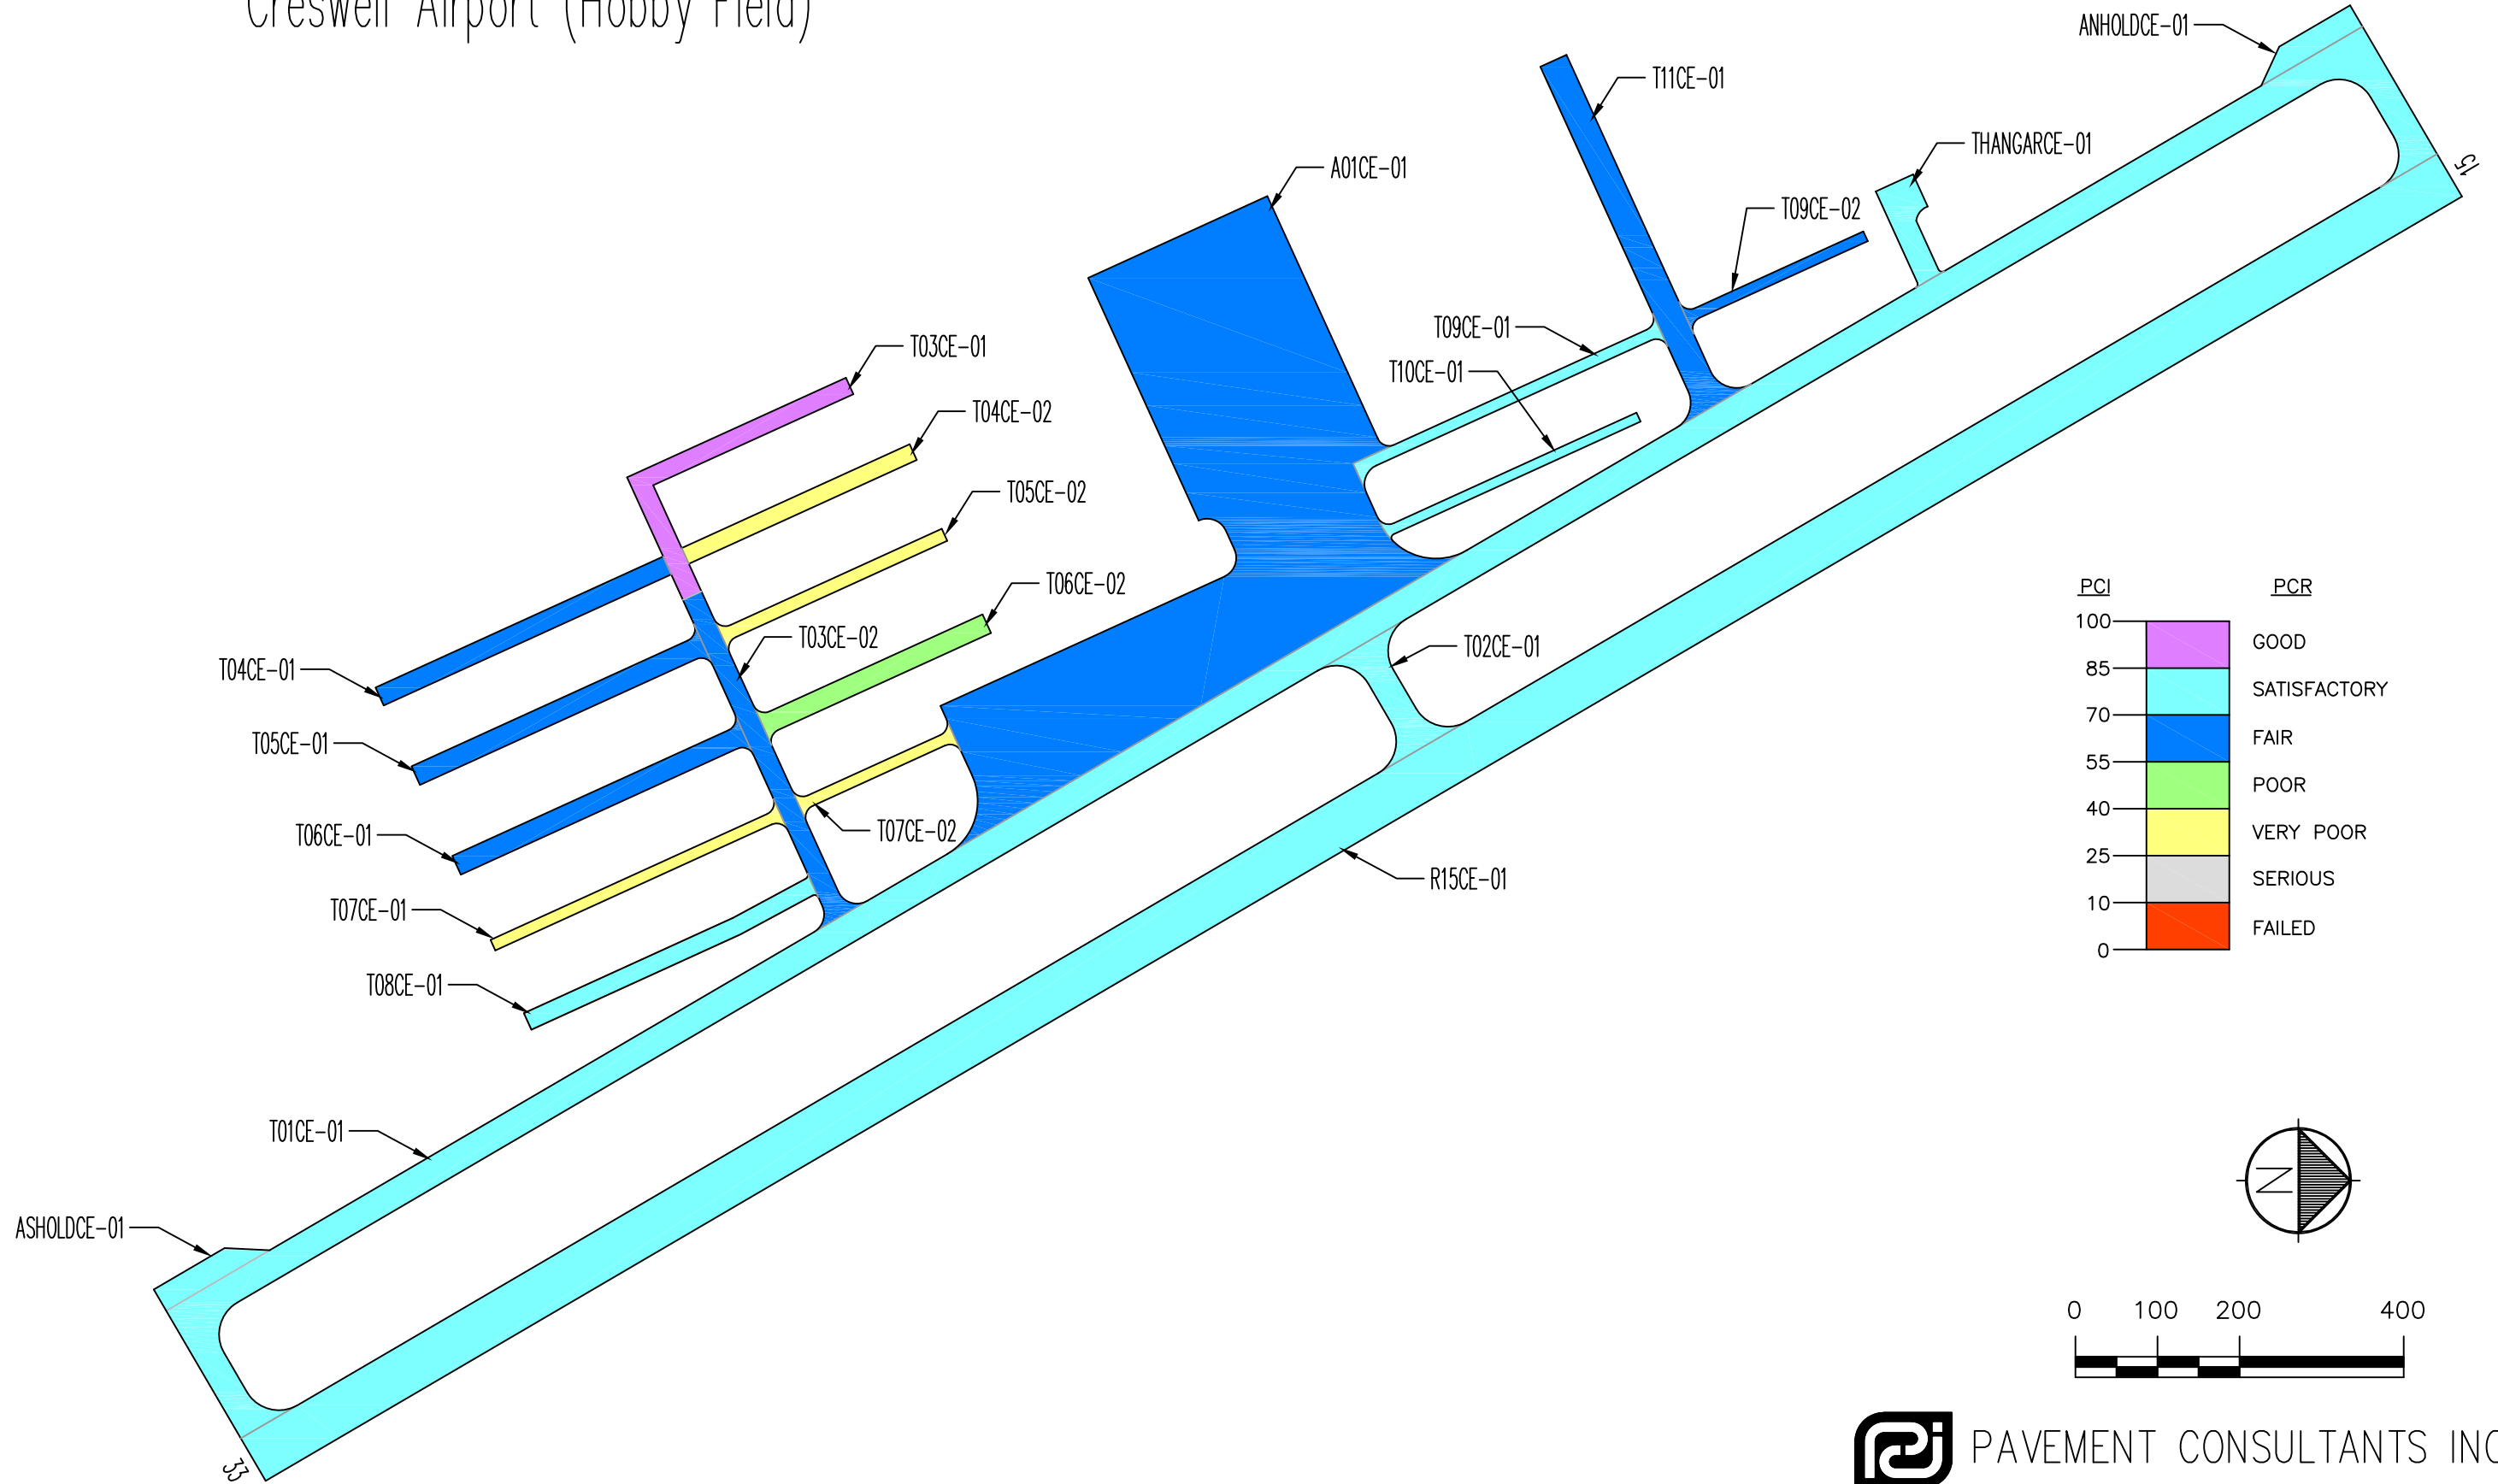 Creswell Airport (Hobby Field)
ANHOLDCE-01
T11CE-01
THANGARCE-01
A01CE-01
15
T09CE-02
T09CE-01
T03CE-01
T10CE-01
T04CE-02
T05CE-02
T06CE-02
PCI PCR
100
GOOD
T03CE-02
T02CE-01
T04CE-01
85
SATISFACTORY
70
T05CE-01
FAIR
55
POOR
40
T06CE-01
T07CE-02
VERY POOR
25
R15CE-01
SERIOUS
10
T07CE-01
FAILED
0
T08CE-01
T01CE-01
N
ASHOLDCE-01
0 100 200 400
33
PAVEMENT CONSULTANTS INC